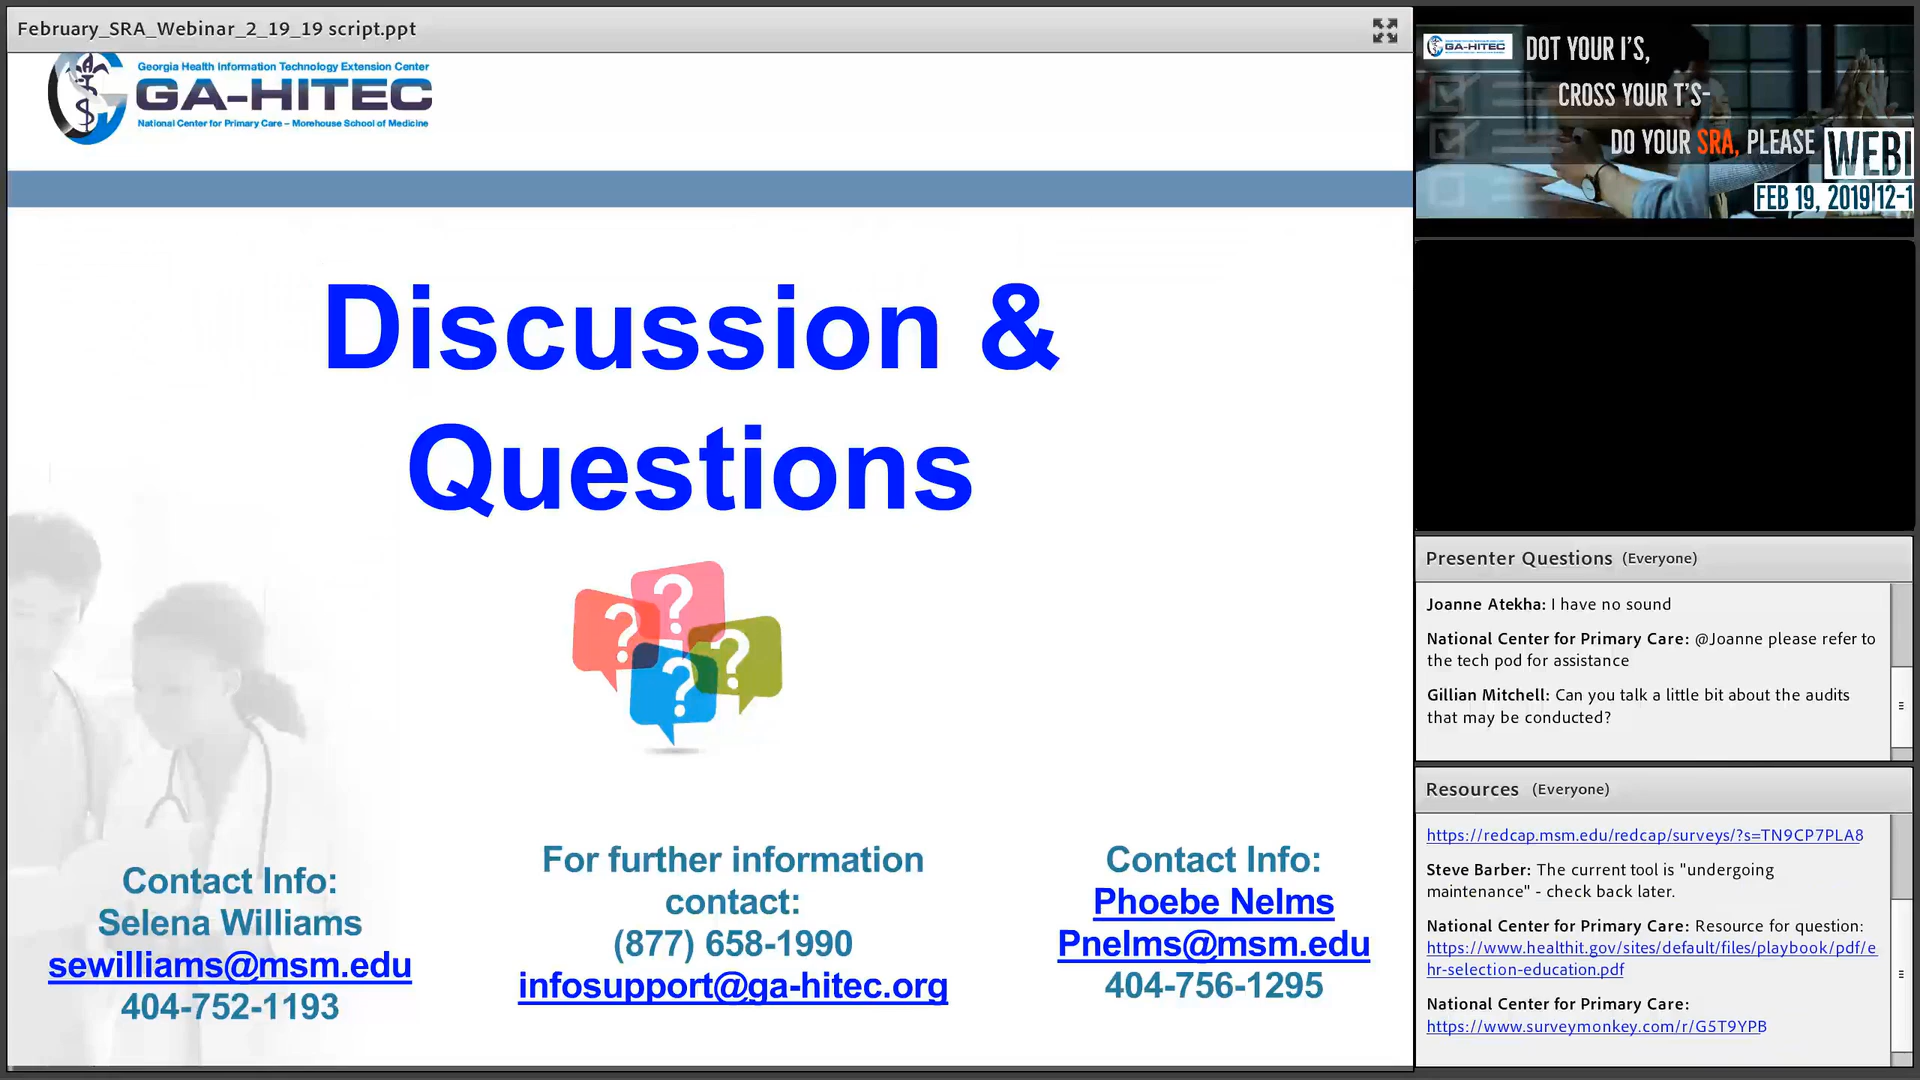 February_SRA_Webinar_2_19_19 script.ppt
Georgia Health Information Technology Extension Center
GA-HITEC
National Center for Primary Care – Morehouse School of Medicine
Discussion &
Questions
?
?
?
?
Contact Info:
Selena Williams
sewilliams@msm.edu
404-752-1193
For further information
contact:
(877) 658-1990
infosupport@ga-hitec.org
Contact Info:
Phoebe Nelms
Pnelms@msm.edu
404-756-1295
GA-HITEC
DOT YOUR I'S,
CROSS YOUR T'S-
DO YOUR SRA, PLEASE
WEBI
FEB 19, 2019 12-1
Presenter Questions (Everyone)
Joanne Atekha: I have no sound
National Center for Primary Care: @Joanne please refer to
the tech pod for assistance
Gillian Mitchell: Can you talk a little bit about the audits
that may be conducted?
Resources (Everyone)
https://redcap.msm.edu/redcap/surveys/?s=TN9CP7PLA8
Steve Barber: The current tool is "undergoing
maintenance" - check back later.
National Center for Primary Care: Resource for question:
https://www.healthit.gov/sites/default/files/playbook/pdf/e
hr-selection-education.pdf
National Center for Primary Care:
https://www.surveymonkey.com/r/G5T9YPB